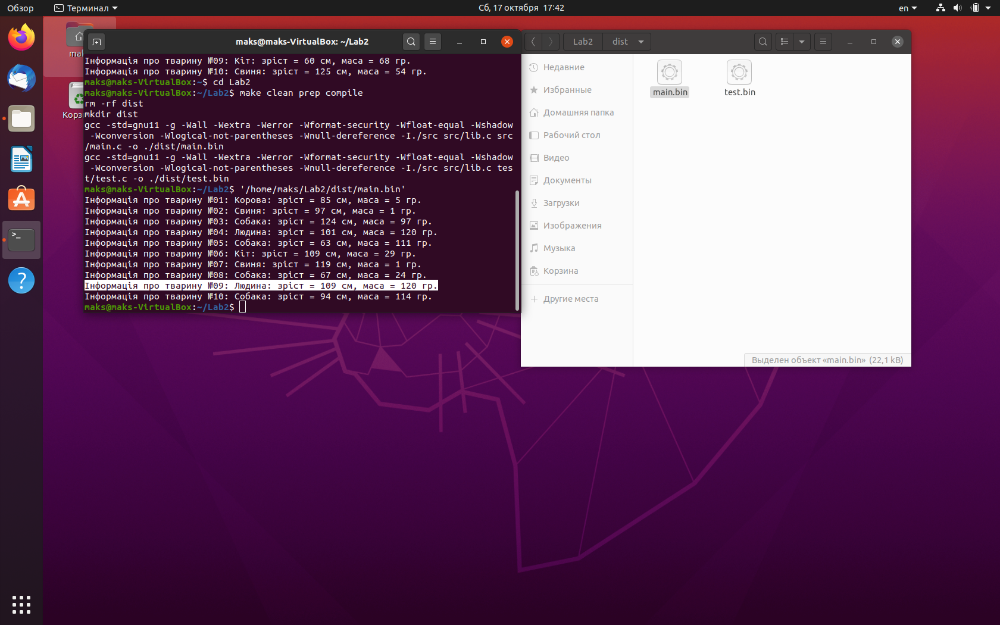 Обзор
Терминал
Сб, 17 октября 17:42
en
maks@maks-VirtualBox: ~/Lab2
Інформація про тварину №09: Кіт: зріст = 60 см, маса = 68 гр.
Інформація про тварину №10: Свиня: зріст = 125 см, маса = 54 гр.
maks@maks-VirtualBox:~$ cd Lab2
maks@maks-VirtualBox:~/Lab2$ make clean prep compile
rm -rf dist
mkdir dist
gcc -std=gnu11 -g -Wall -Wextra -Werror -Wformat-security -Wfloat-equal -Wshadow
-Wconversion -Wlogical-not-parentheses -Wnull-dereference -I./src src/lib.c src
/main.c -o ./dist/main.bin
gcc -std=gnu11 -g -Wall -Wextra -Werror -Wformat-security -Wfloat-equal -Wshadow
-Wconversion -Wlogical-not-parentheses -Wnull-dereference -I./src src/lib.c tes
t/test.c -o ./dist/test.bin
maks@maks-VirtualBox:~/Lab2$ '/home/maks/Lab2/dist/main.bin'
Інформація про тварину №01: Корова: зріст = 85 см, маса = 5 гр.
Інформація про тварину №02: Свиня: зріст = 97 см, маса = 1 гр.
Інформація про тварину №03: Собака: зріст = 124 см, маса = 97 гр.
Інформація про тварину №04: Людина: зріст = 101 см, маса = 120 гр.
Інформація про тварину №05: Собака: зріст = 63 см, маса = 111 гр.
Інформація про тварину №06: Кіт: зріст = 109 см, маса = 29 гр.
Інформація про тварину №07: Свиня: зріст = 119 см, маса = 1 гр.
Інформація про тварину №08: Собака: зріст = 67 см, маса = 24 гр.
Інформація про тварину №09: Людина: зріст = 109 см, маса = 120 гр.
Інформація про тварину №10: Собака: зріст = 94 см, маса = 114 гр.
maks@maks-VirtualBox:~/Lab2$
Lab2
dist
Недавние
Избранные
Домашняя папка
Рабочий стол
Видео
Документы
Загрузки
Изображения
Музыка
Корзина
Другие места
main.bin
test.bin
Выделен объект «main.bin» (22,1 kB)